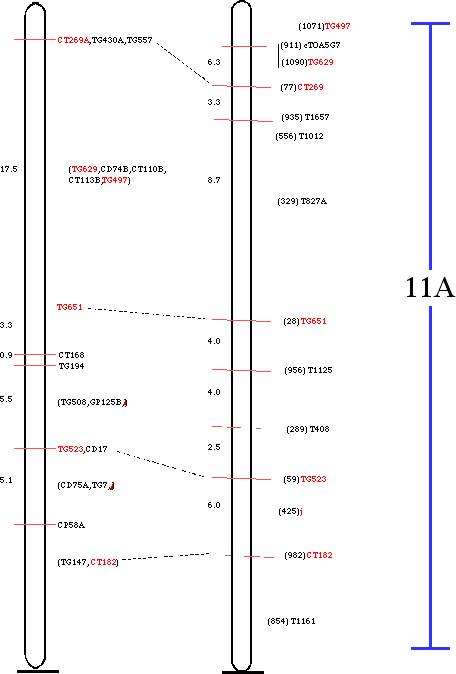 (1071) TG497
CT269A,TG430A,TG557
(911) cTOA5G7
6.3
(1090) TG629
(77) CT269
3.3
(935) T1657
(556) T1012
17.5
(TG629,CD74B,CT110B,
CT113B,TG497)
8.7
(329) T827A
11A
TG651
(28) TG651
3.3
4.0
0.9
CT168
TG194
(956) T1125
4.0
5.5
(TG508,GP125B,j)
(289) T408
TG523,CD17
2.5
5.1
(59) TG523
(CD75A,TG7,j)
6.0
(425) j
CP58A
(982) CT182
(TG147,CT182)
(854) T1161